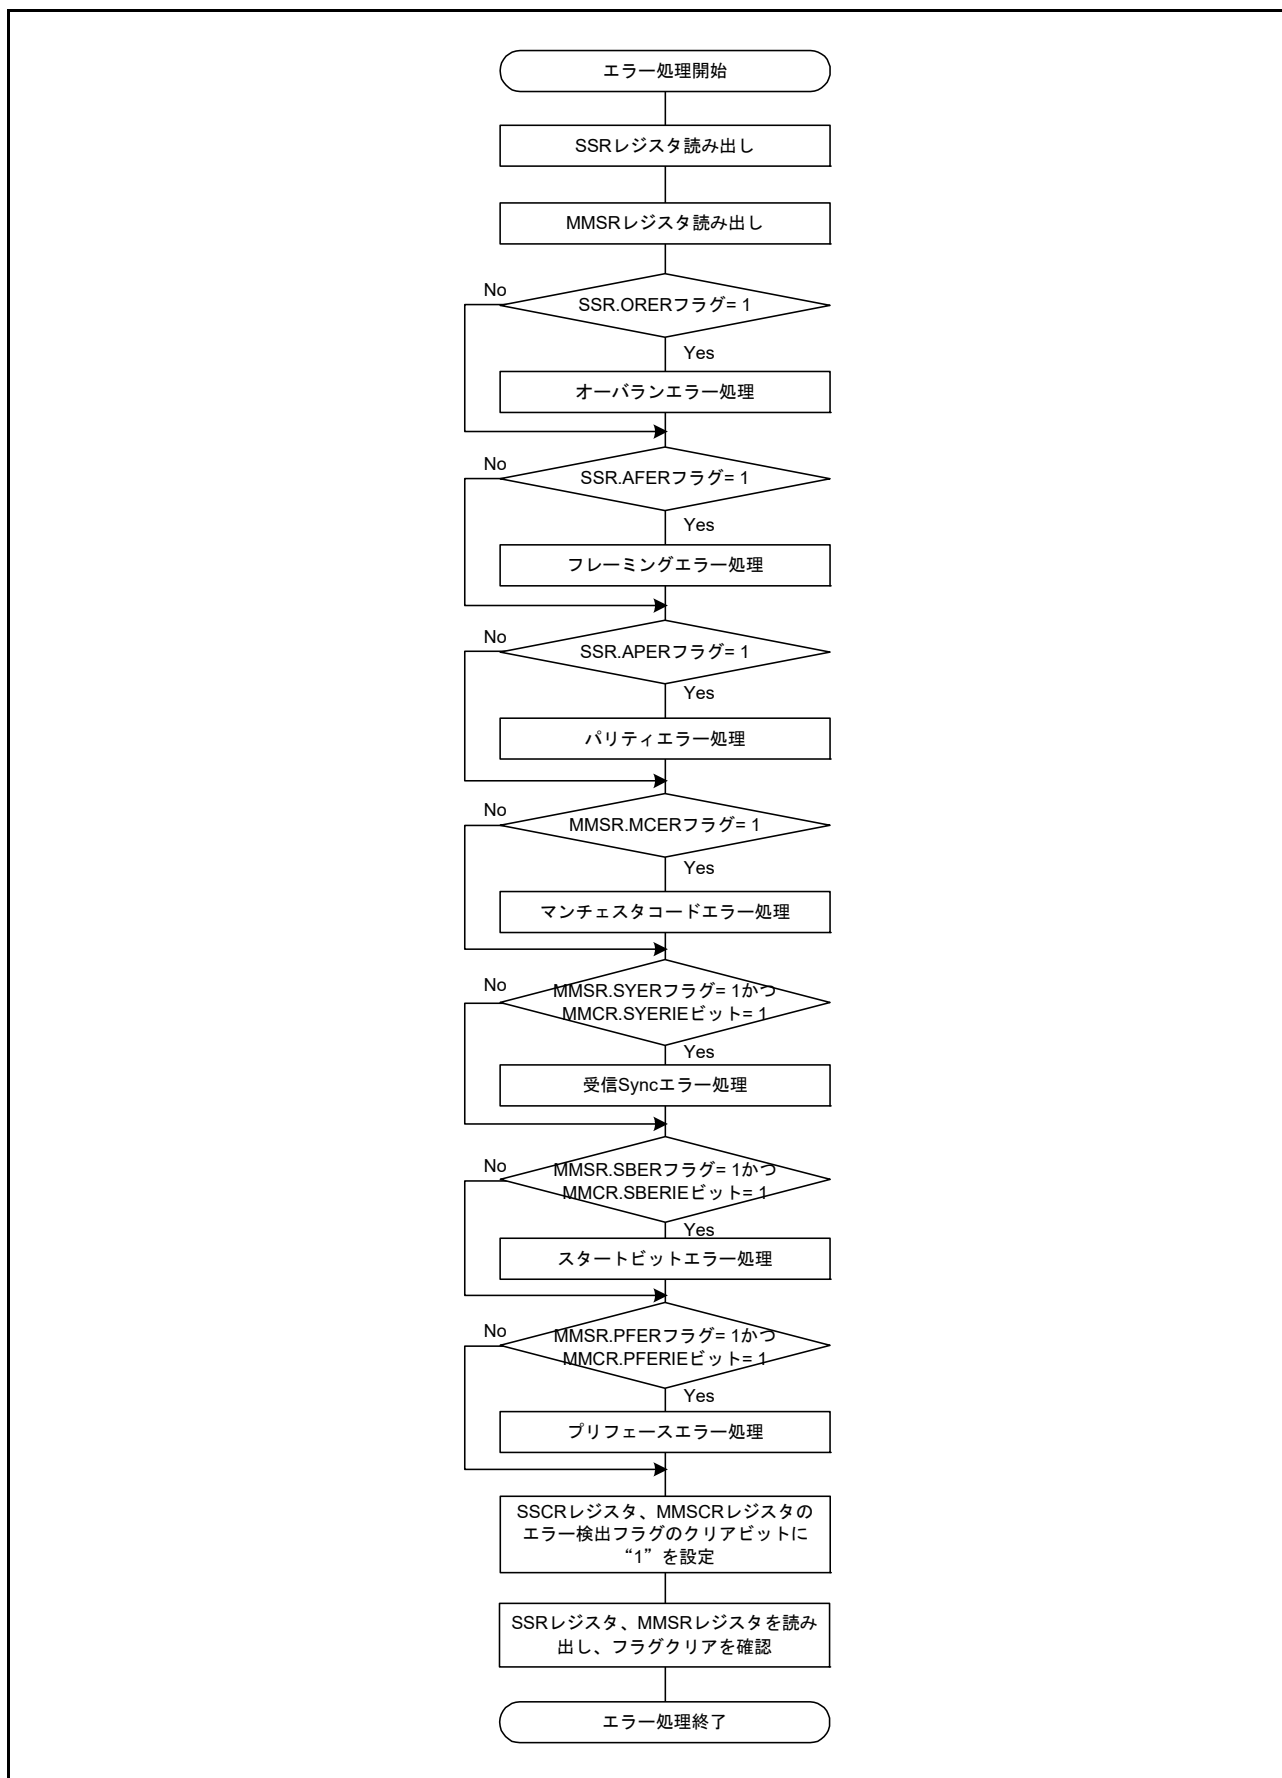 エラー処理開始
SSRレジスタ読み出し
MMSRレジスタ読み出し
No
SSR.ORERフラグ= 1
Yes
オーバランエラー処理
No
SSR.AFERフラグ= 1
Yes
フレーミングエラー処理
No
SSR.APERフラグ= 1
Yes
パリティエラー処理
No
MMSR.MCERフラグ= 1
Yes
マンチェスタコードエラー処理
No
MMSR.SYERフラグ= 1かつ
MMCR.SYERIEビット= 1
Yes
受信Syncエラー処理
No
MMSR.SBERフラグ= 1かつ
MMCR.SBERIEビット= 1
Yes
スタートビットエラー処理
No
MMSR.PFERフラグ= 1かつ
MMCR.PFERIEビット= 1
Yes
プリフェースエラー処理
SSCRレジスタ、MMSCRレジスタの
エラー検出フラグのクリアビットに
“1”を設定
SSRレジスタ、MMSRレジスタを読み
出し、フラグクリアを確認
エラー処理終了